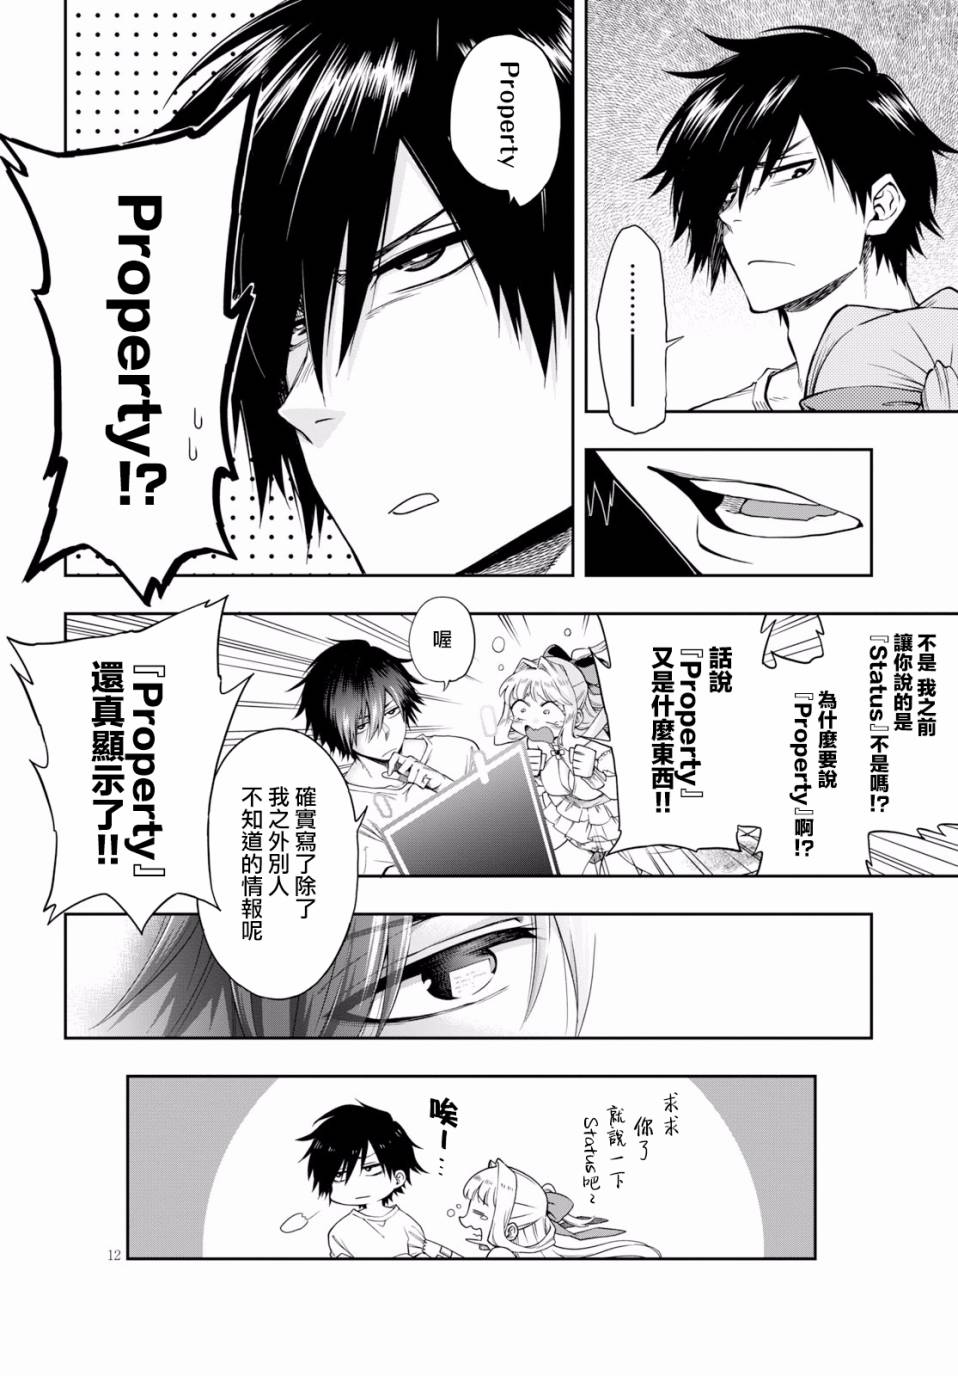 …………
Property
Property!?
不是 我之前
讓你說的是
『Status』不是嗎!?
為什麼要說
『Property』啊!?
話說
『Property』
又是什麼東西!!
喔
確實寫了除了
我之外別人
不知道的情報呢
『Property』
還真顯示了!!
求求
你了
就說一下
Status吧~
唉—
12